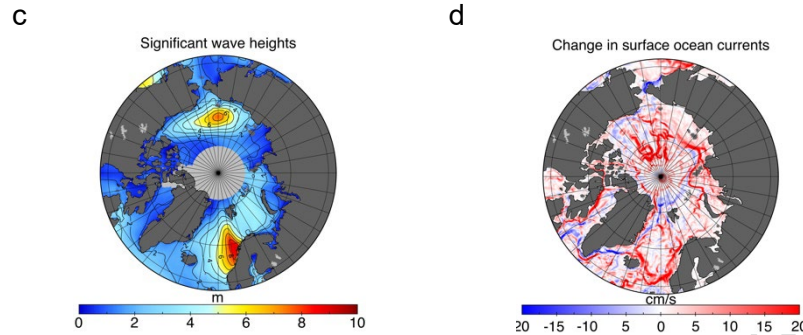 c
Significant wave heights
m
0 2 4 6 8 10
d
Change in surface ocean currents
cm/s
20 -15 -10 -5 0 5 10 15 20